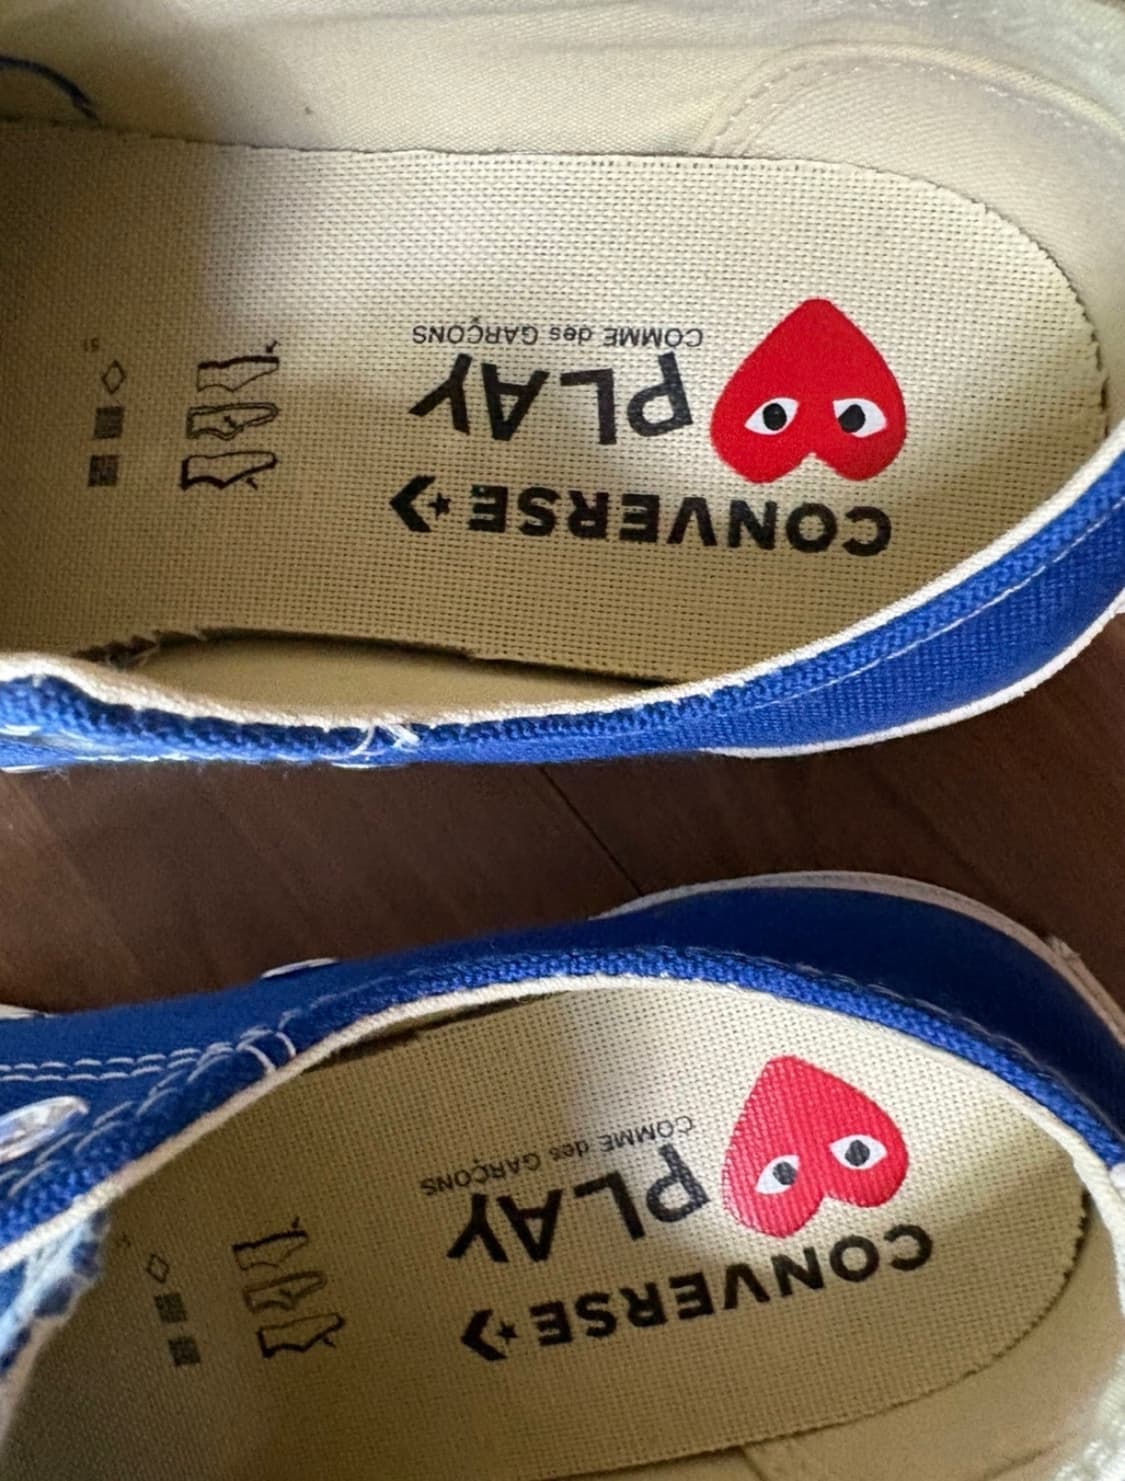 CONVERSE
PLAY
COMME des GARÇONS
CONVERSE
PLAY
COMME des GARÇONS